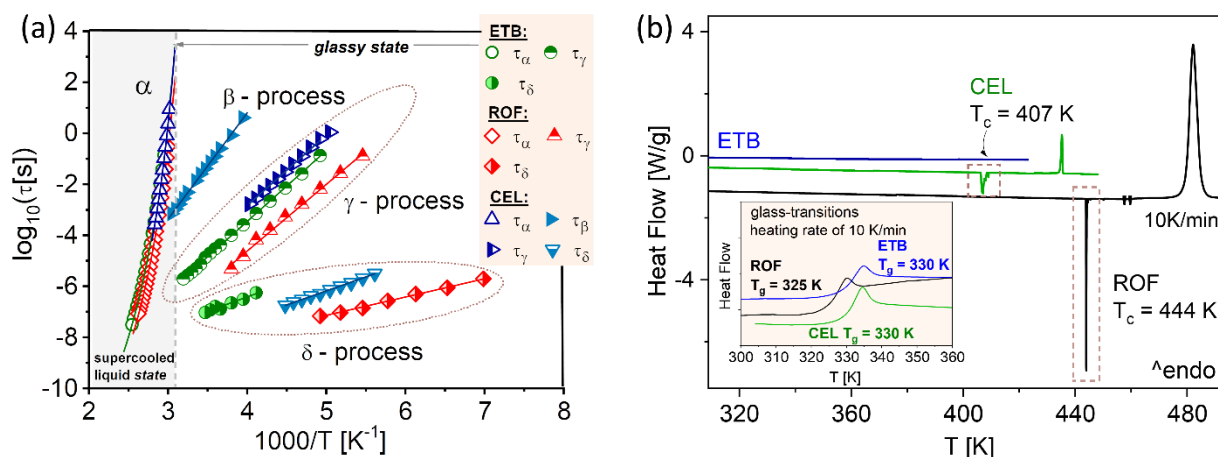 (a)
4
2
0
-2
-4
-6
-8
-10
log10(τ[s])
2 3 4 5 6 7 8
1000/T [K-1]
glassy state
α
β - process
γ - process
δ - process
supercooled
liquid state
ETB:
τα τγ
τδ
ROF:
τα τγ
τδ
CEL:
τα τβ
τγ τδ
(b)
0
-4
Heat Flow [W/g]
320 360 400 440 480
T [K]
CEL
Tc = 407 K
ETB
10K/min
ROF
Tc = 444 K
^endo
glass-transitions
heating rate of 10 K/min
ETB
Tg = 330 K
ROF
Tg = 325 K
CEL Tg = 330 K
Heat Flow
300 310 320 330 340 350 360
T [K]